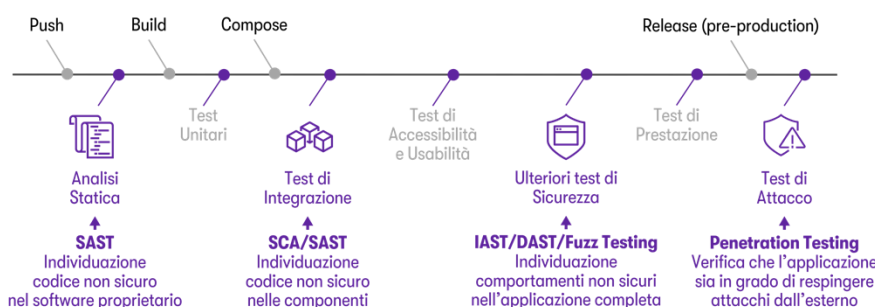 Push
Build
Compose
Release (pre-production)
Test
Unitari
Test di
Accessibilità
e Usabilità
Test di
Prestazione
Analisi
Statica
Test di
Integrazione
Ulteriori test di
Sicurezza
Test di
Attacco
SAST
Individuazione
codice non sicuro
nel software proprietario
SCA/SAST
Individuazione
codice non sicuro
nelle componenti
IAST/DAST/Fuzz Testing
Individuazione
comportamenti non sicuri
nell'applicazione completa
Penetration Testing
Verifica che l'applicazione
sia in grado di respingere
attacchi dall'esterno